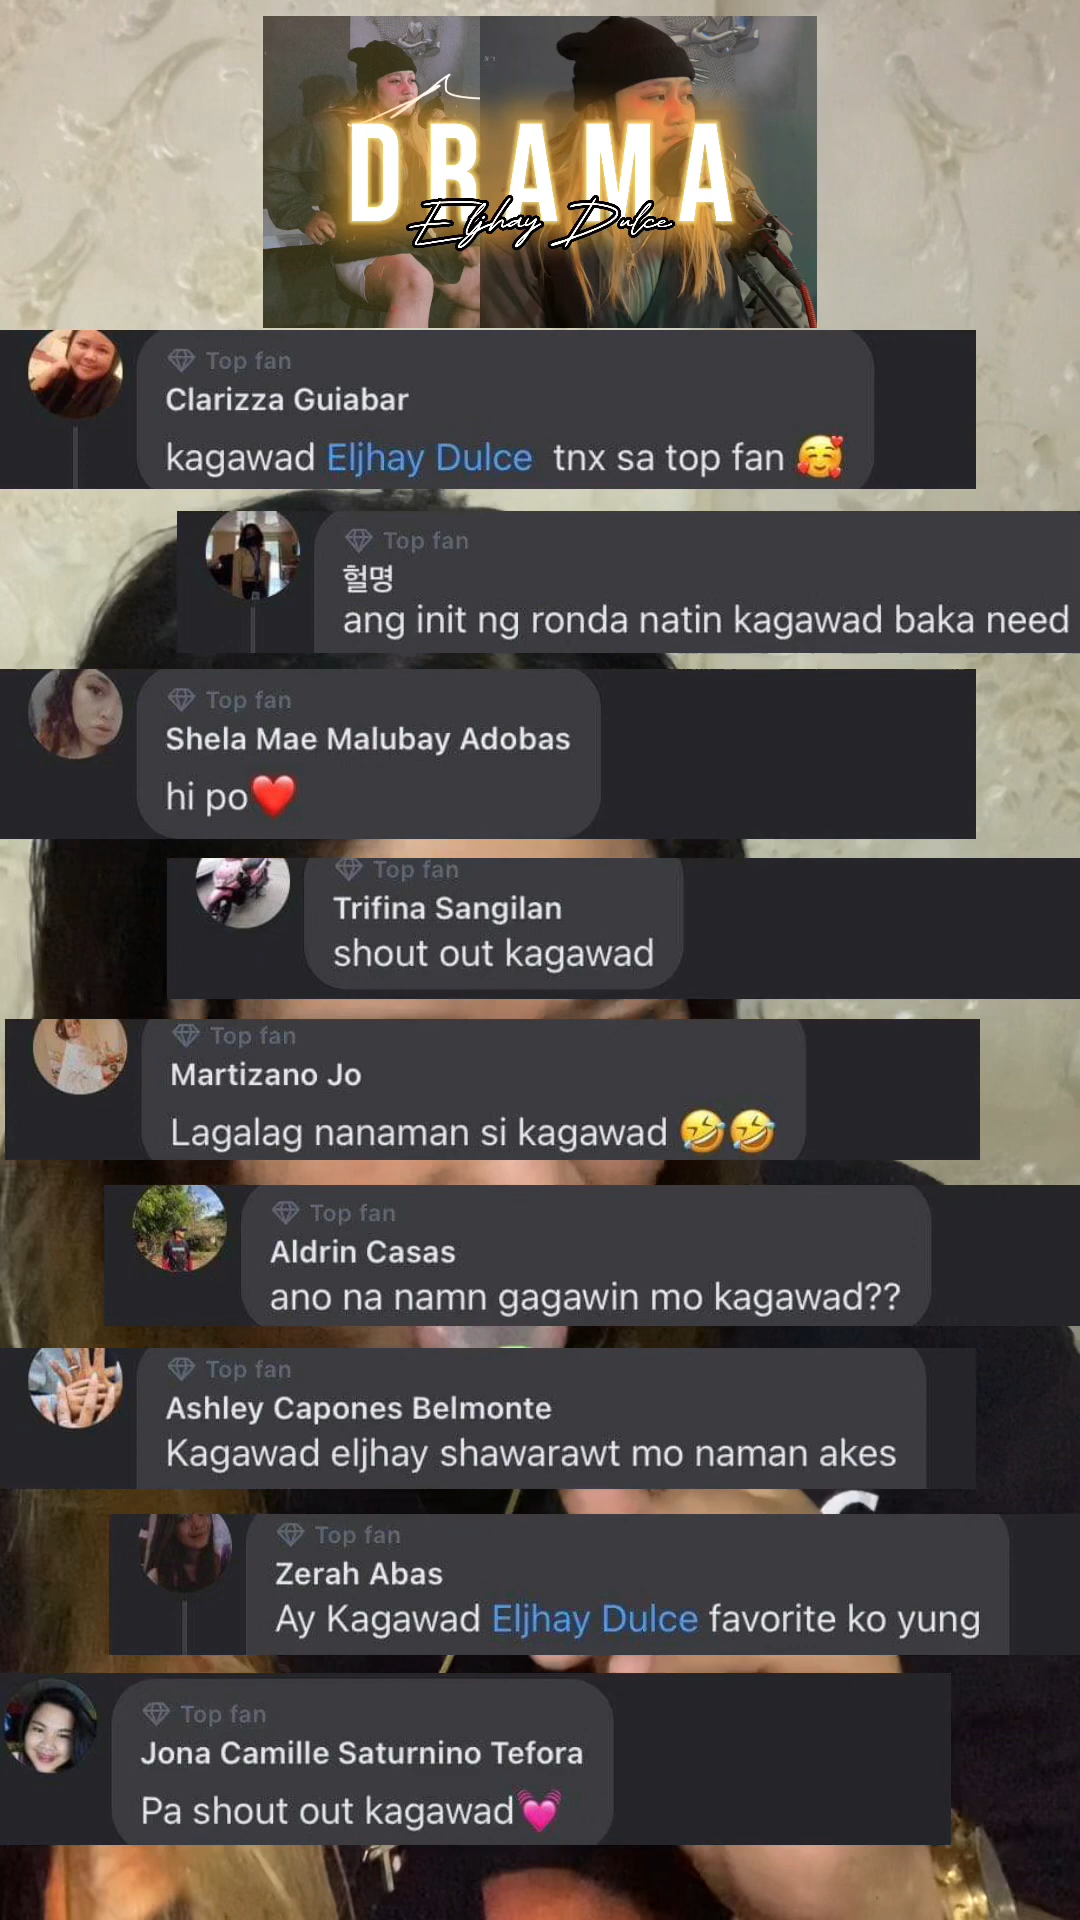 DRAMA
Eljhay Dulce
Top fan
Clarizza Guiabar
kagawad Eljhay Dulce tnx sa top fan 🥰
Top fan
헐명
ang init ng ronda natin kagawad baka need
Top fan
Shela Mae Malubay Adobas
hi po❤️
Top fan
Trifina Sangilan
shout out kagawad
Top fan
Martizano Jo
Lagalag nanaman si kagawad 🤣🤣
Top fan
Aldrin Casas
ano na namn gagawin mo kagawad??
Top fan
Ashley Capones Belmonte
Kagawad eljhay shawarawt mo naman akes
Top fan
Zerah Abas
Ay Kagawad Eljhay Dulce favorite ko yung
Top fan
Jona Camille Saturnino Tefora
Pa shout out kagawad💓